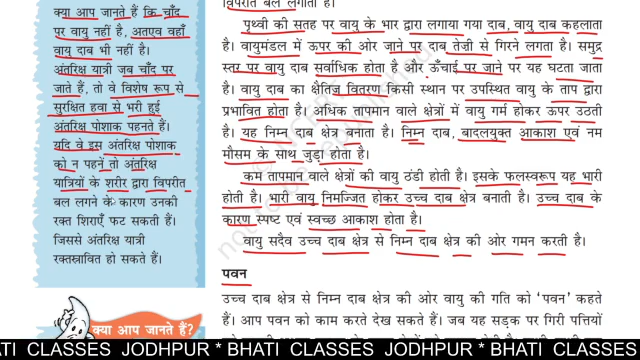 क्या आप जानते हैं कि चाँद
पर वायु नहीं है, अतएव वहाँ
वायु दाब भी नहीं है।
अंतरिक्ष यात्री जब चाँद पर
जाते हैं, तो वे विशेष रूप से
सुरक्षित हवा से भरी हुई
अंतरिक्ष पोशाक पहनते हैं।
यदि वे इस अंतरिक्ष पोशाक
को न पहनें तो अंतरिक्ष
यात्रियों के शरीर द्वारा विपरीत
बल लगने के कारण उनकी
रक्त शिराएँ फट सकती हैं।
जिससे अंतरिक्ष यात्री
रक्तस्रावित हो सकते हैं।
क्या आप जानते हैं?
विपरीत बल लगाता है।
पृथ्वी की सतह पर वायु के भार द्वारा लगाया गया दाब, वायु दाब कहलाता
है। वायुमंडल में ऊपर की ओर जाने पर दाब तेज़ी से गिरने लगता है। समुद्र
स्तर पर वायु दाब सर्वाधिक होता है और ऊँचाई पर जाने पर यह घटता जाता
है। वायु दाब का क्षैतिज वितरण किसी स्थान पर उपस्थित वायु के ताप द्वारा
प्रभावित होता है। अधिक तापमान वाले क्षेत्रों में वायु गर्म होकर ऊपर उठती
है। यह निम्न दाब क्षेत्र बनाता है। निम्न दाब, बादलयुक्त आकाश एवं नम
मौसम के साथ जुड़ा होता है।
कम तापमान वाले क्षेत्रों की वायु ठंडी होती है। इसके फलस्वरूप यह भारी
होती है। भारी वायु निमज्जित होकर उच्च दाब क्षेत्र बनाती है। उच्च दाब के
कारण स्पष्ट एवं स्वच्छ आकाश होता है।
वायु सदैव उच्च दाब क्षेत्र से निम्न दाब क्षेत्र की ओर गमन करती है।
पवन
उच्च दाब क्षेत्र से निम्न दाब क्षेत्र की ओर वायु की गति को 'पवन' कहते
हैं। आप पवन को काम करते देख सकते हैं। जब यह सड़क पर गिरी पत्तियों
BHATI CLASSES JODHPUR * BHATI CLASSES JODHPUR * BHATI CLASSES